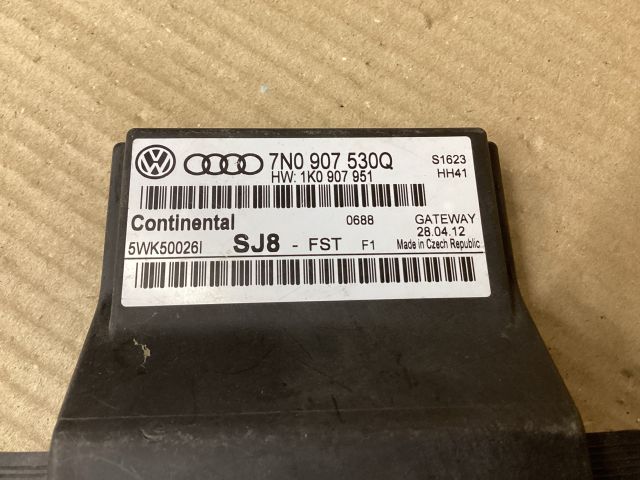 7N0 907 530Q S1623
HW: 1K0 907 951 HH41
Continental 0688 GATEWAY
28.04.12
5WK50026I SJ8 - FST F1 Made in Czech Republic